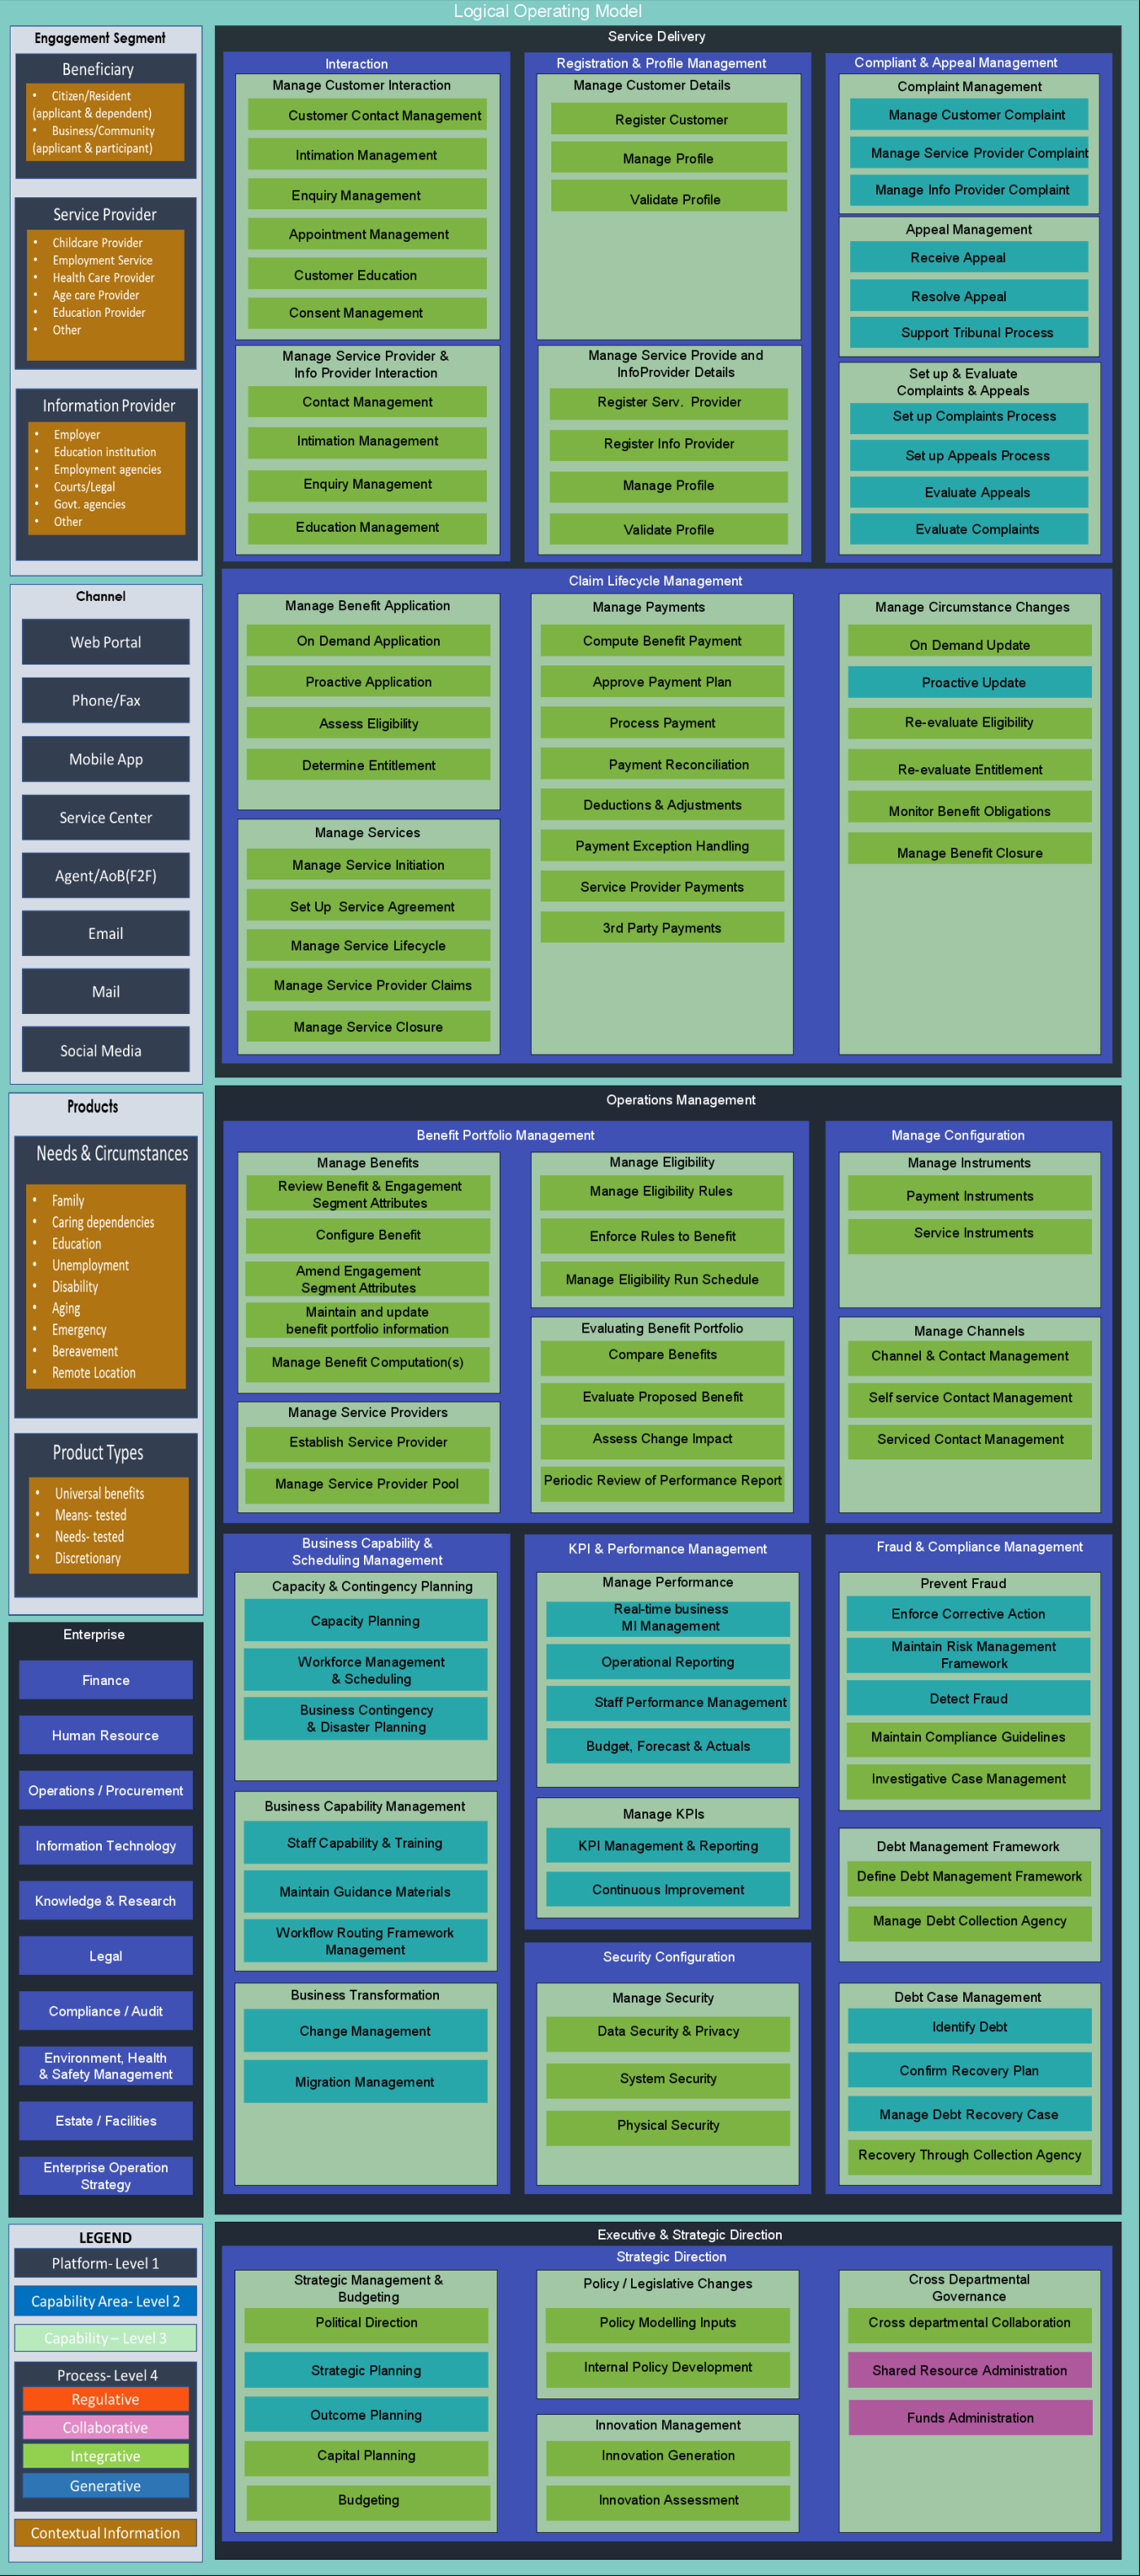 Logical Operating Model
Engagement Segment
Beneficiary
• Citizen/Resident
(applicant & dependent)
• Business/Community
(applicant & participant)
Service Provider
• Childcare Provider
• Employment Service
• Health Care Provider
• Age care Provider
• Education Provider
• Other
Information Provider
• Employer
• Education institution
• Employment agencies
• Courts/Legal
• Govt. agencies
• Other
Channel
Web Portal
Phone/Fax
Mobile App
Service Center
Agent/AoB(F2F)
Email
Mail
Social Media
Products
Needs & Circumstances
• Family
• Caring dependencies
• Education
• Unemployment
• Disability
• Aging
• Emergency
• Bereavement
• Remote Location
Product Types
• Universal benefits
• Means- tested
• Needs- tested
• Discretionary
Enterprise
Finance
Human Resource
Operations / Procurement
Information Technology
Knowledge & Research
Legal
Compliance / Audit
Environment, Health
& Safety Management
Estate / Facilities
Enterprise Operation
Strategy
LEGEND
Platform- Level 1
Capability Area- Level 2
Capability – Level 3
Process- Level 4
Regulative
Collaborative
Integrative
Generative
Contextual Information
Service Delivery
Interaction
Manage Customer Interaction
Customer Contact Management
Intimation Management
Enquiry Management
Appointment Management
Customer Education
Consent Management
Manage Service Provider &
Info Provider Interaction
Contact Management
Intimation Management
Enquiry Management
Education Management
Registration & Profile Management
Manage Customer Details
Register Customer
Manage Profile
Validate Profile
Manage Service Provide and
InfoProvider Details
Register Serv. Provider
Register Info Provider
Manage Profile
Validate Profile
Compliant & Appeal Management
Complaint Management
Manage Customer Complaint
Manage Service Provider Complaint
Manage Info Provider Complaint
Appeal Management
Receive Appeal
Resolve Appeal
Support Tribunal Process
Set up & Evaluate
Complaints & Appeals
Set up Complaints Process
Set up Appeals Process
Evaluate Appeals
Evaluate Complaints
Claim Lifecycle Management
Manage Benefit Application
On Demand Application
Proactive Application
Assess Eligibility
Determine Entitlement
Manage Services
Manage Service Initiation
Set Up Service Agreement
Manage Service Lifecycle
Manage Service Provider Claims
Manage Service Closure
Manage Payments
Compute Benefit Payment
Approve Payment Plan
Process Payment
Payment Reconciliation
Deductions & Adjustments
Payment Exception Handling
Service Provider Payments
3rd Party Payments
Manage Circumstance Changes
On Demand Update
Proactive Update
Re-evaluate Eligibility
Re-evaluate Entitlement
Monitor Benefit Obligations
Manage Benefit Closure
Operations Management
Benefit Portfolio Management
Manage Benefits
Review Benefit & Engagement
Segment Attributes
Configure Benefit
Amend Engagement
Segment Attributes
Maintain and update
benefit portfolio information
Manage Benefit Computation(s)
Manage Service Providers
Establish Service Provider
Manage Service Provider Pool
Manage Eligibility
Manage Eligibility Rules
Enforce Rules to Benefit
Manage Eligibility Run Schedule
Evaluating Benefit Portfolio
Compare Benefits
Evaluate Proposed Benefit
Assess Change Impact
Periodic Review of Performance Report
Manage Configuration
Manage Instruments
Payment Instruments
Service Instruments
Manage Channels
Channel & Contact Management
Self service Contact Management
Serviced Contact Management
Business Capability &
Scheduling Management
Capacity & Contingency Planning
Capacity Planning
Workforce Management
& Scheduling
Business Contingency
& Disaster Planning
Business Capability Management
Staff Capability & Training
Maintain Guidance Materials
Workflow Routing Framework
Management
Business Transformation
Change Management
Migration Management
KPI & Performance Management
Manage Performance
Real-time business
MI Management
Operational Reporting
Staff Performance Management
Budget, Forecast & Actuals
Manage KPIs
KPI Management & Reporting
Continuous Improvement
Security Configuration
Manage Security
Data Security & Privacy
System Security
Physical Security
Fraud & Compliance Management
Prevent Fraud
Enforce Corrective Action
Maintain Risk Management
Framework
Detect Fraud
Maintain Compliance Guidelines
Investigative Case Management
Debt Management Framework
Define Debt Management Framework
Manage Debt Collection Agency
Debt Case Management
Identify Debt
Confirm Recovery Plan
Manage Debt Recovery Case
Recovery Through Collection Agency
Executive & Strategic Direction
Strategic Direction
Strategic Management &
Budgeting
Political Direction
Strategic Planning
Outcome Planning
Capital Planning
Budgeting
Policy / Legislative Changes
Policy Modelling Inputs
Internal Policy Development
Innovation Management
Innovation Generation
Innovation Assessment
Cross Departmental
Governance
Cross departmental Collaboration
Shared Resource Administration
Funds Administration